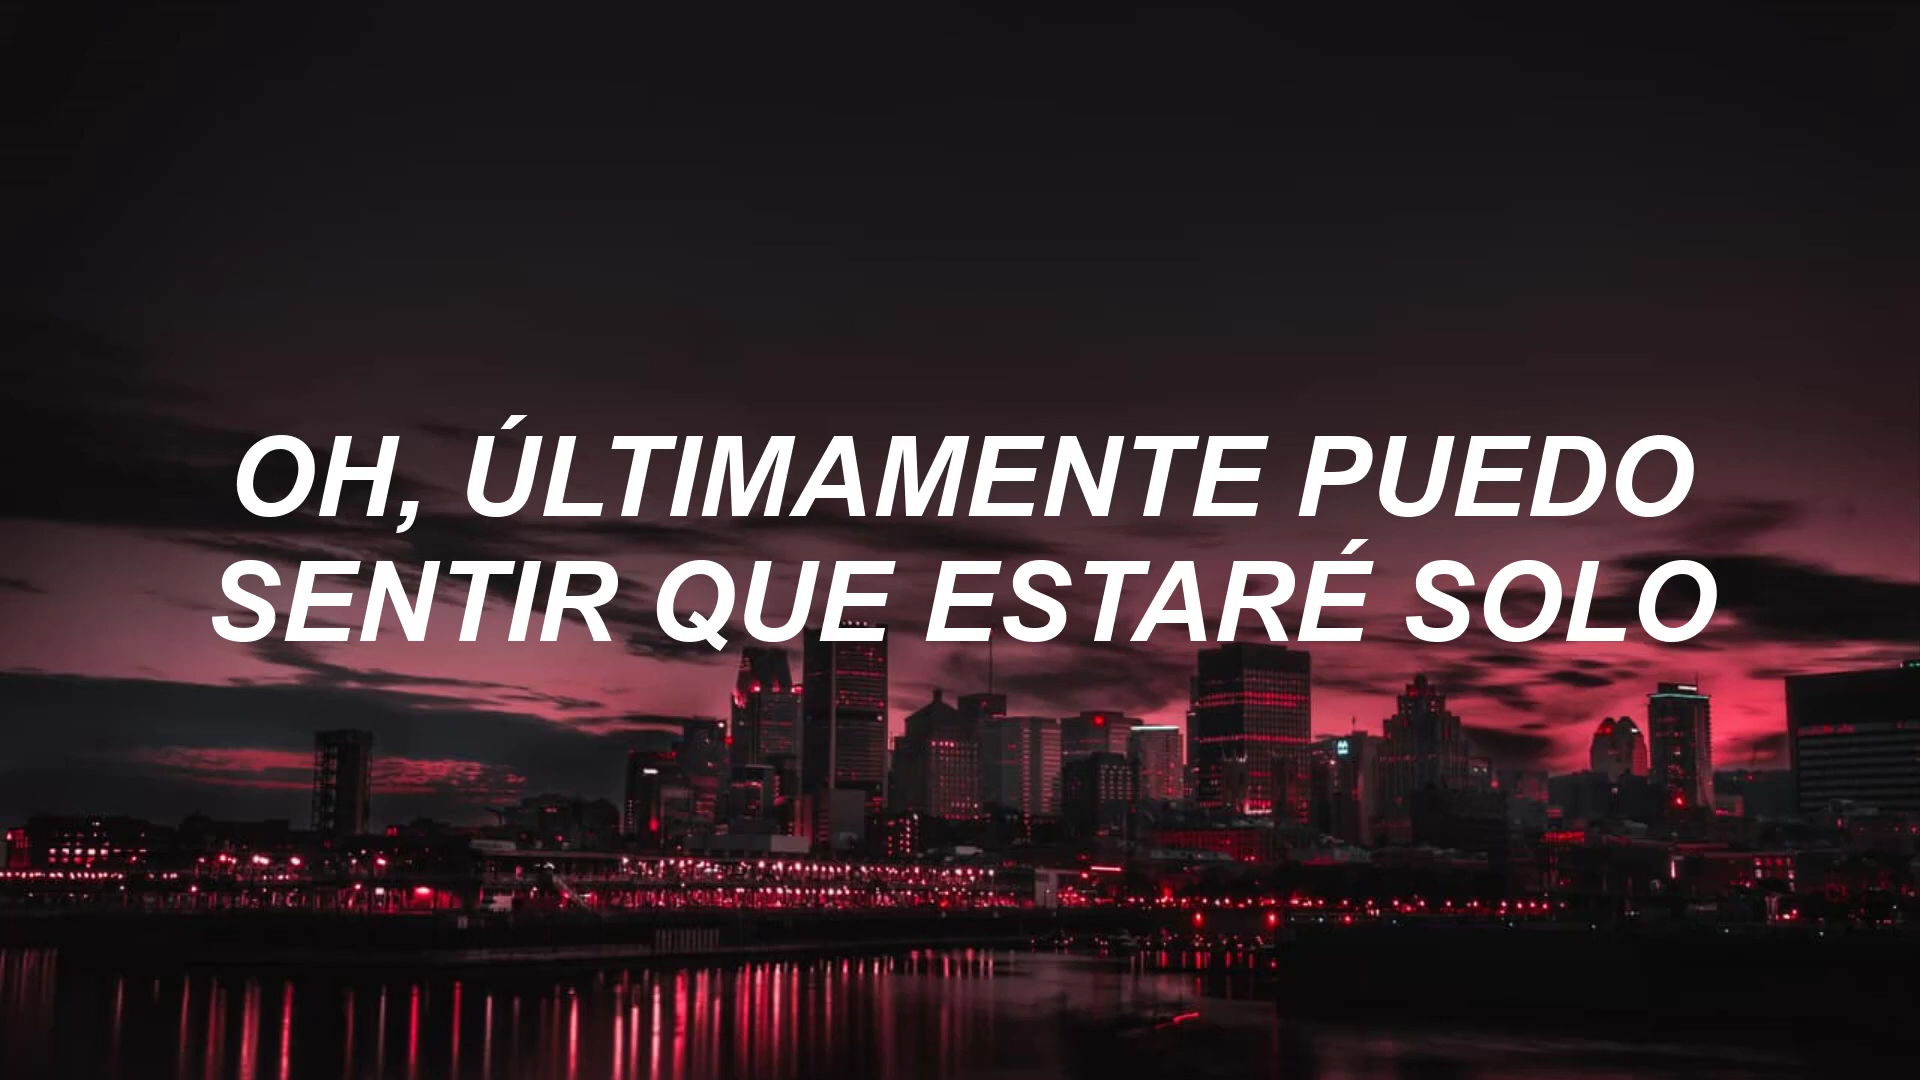 OH, ÚLTIMAMENTE PUEDO
SENTIR QUE ESTARÉ SOLO